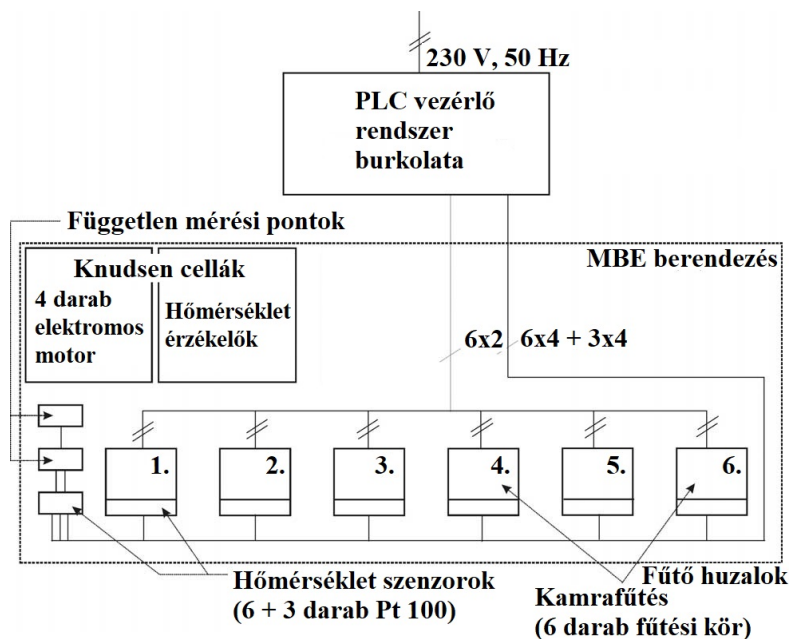 230 V, 50 Hz
PLC vezérlő
rendszer
burkolata
Független mérési pontok
MBE berendezés
Knudsen cellák
4 darab
elektromos
motor
Hőmérséklet
érzékelők
6x2
6x4 + 3x4
1.
2.
3.
4.
5.
6.
Hőmérséklet szenzorok
(6 + 3 darab Pt 100)
Fűtő huzalok
Kamrafűtés
(6 darab fűtési kör)